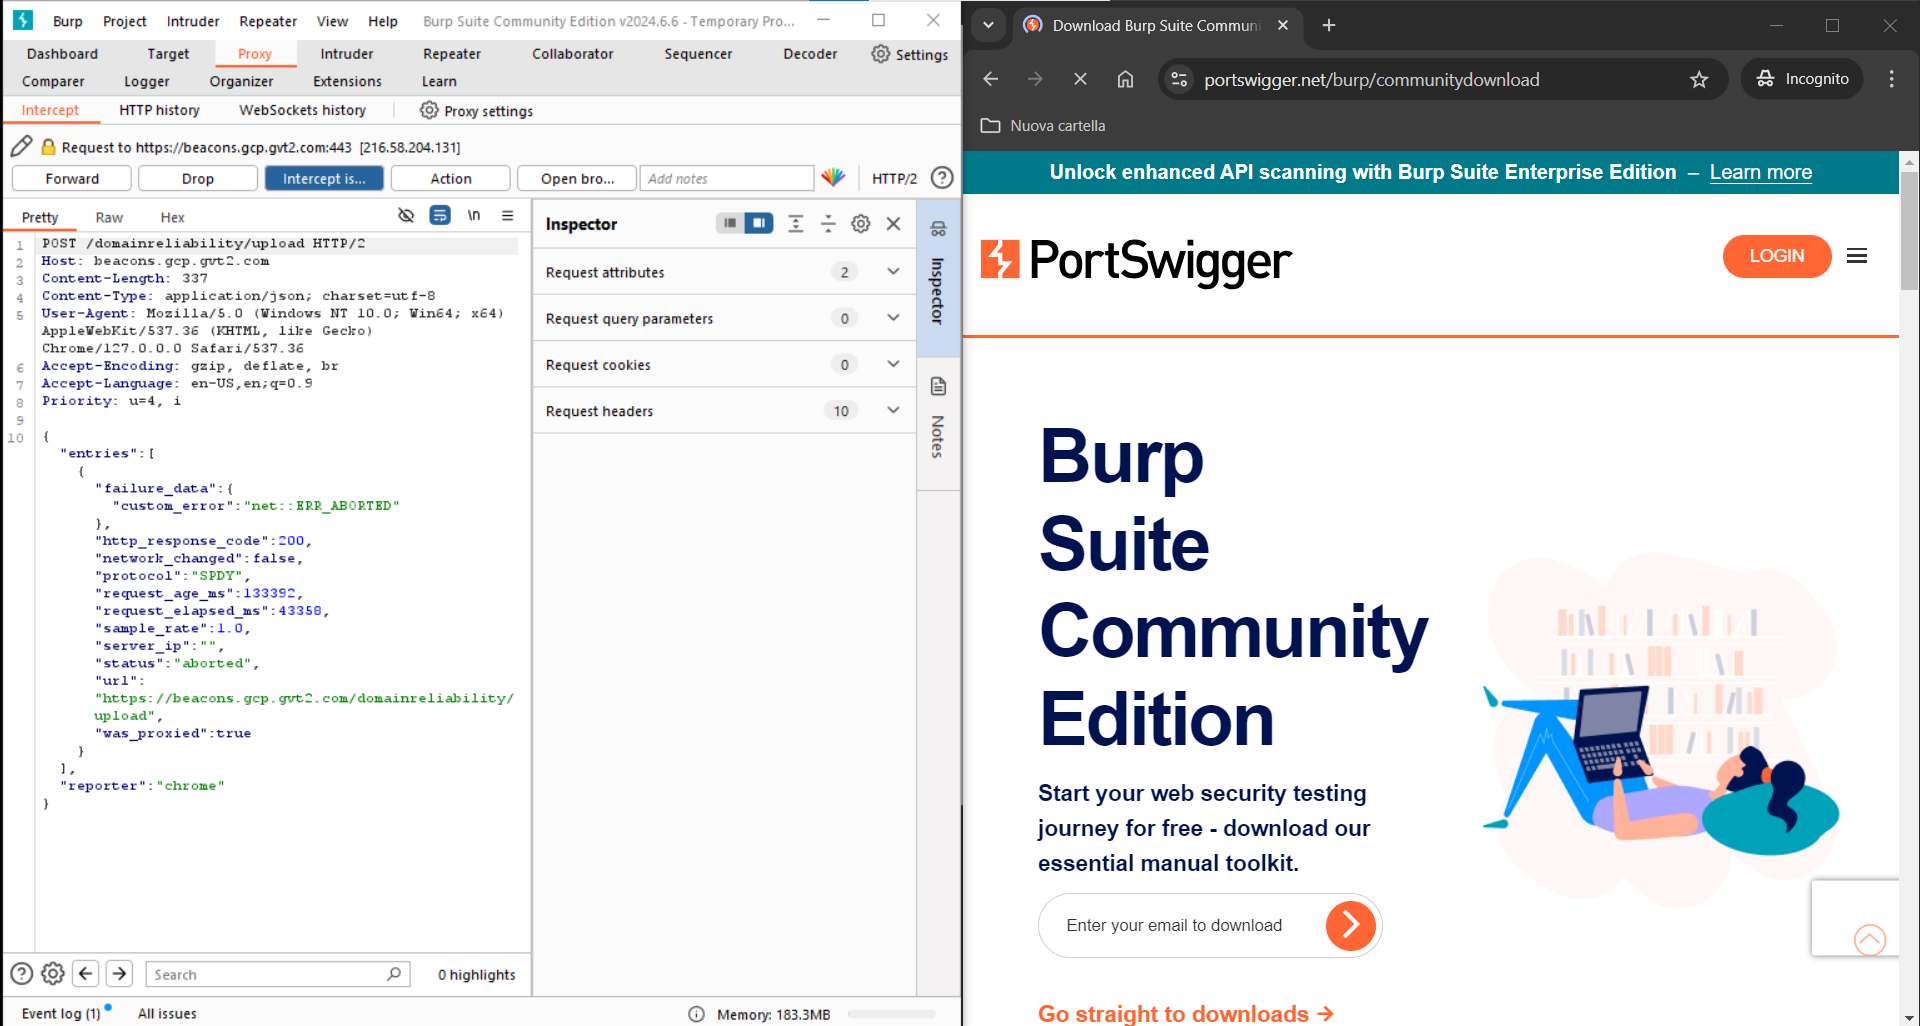 Burp Project Intruder Repeater View Help Burp Suite Community Edition v2024.6.6 - Temporary Pro...
Dashboard Target Proxy Intruder Repeater Collaborator Sequencer Decoder Settings
Comparer Logger Organizer Extensions Learn
Intercept HTTP history WebSockets history Proxy settings
Request to https://beacons.gcp.gvt2.com:443 [216.58.204.131]
Forward Drop Intercept is... Action Open bro... Add notes HTTP/2 ?
Pretty Raw Hex \n
1 POST /domainreliability/upload HTTP/2
2 Host: beacons.gcp.gvt2.com
3 Content-Length: 337
4 Content-Type: application/json; charset=utf-8
5 User-Agent: Mozilla/5.0 (Windows NT 10.0; Win64; x64)
AppleWebKit/537.36 (KHTML, like Gecko)
Chrome/127.0.0.0 Safari/537.36
6 Accept-Encoding: gzip, deflate, br
7 Accept-Language: en-US,en;q=0.9
8 Priority: u=4, i
9
10 {
"entries":[
{
"failure_data":{
"custom_error":"net::ERR_ABORTED"
},
"http_response_code":200,
"network_changed":false,
"protocol":"SPDY",
"request_age_ms":133392,
"request_elapsed_ms":43358,
"sample_rate":1.0,
"server_ip":"",
"status":"aborted",
"url":
"https://beacons.gcp.gvt2.com/domainreliability/
upload",
"was_proxied":true
}
],
"reporter":"chrome"
}
? Search 0 highlights
Inspector
Request attributes 2
Request query parameters 0
Request cookies 0
Request headers 10
Inspector
Notes
Event log (1) All issues Memory: 183.3MB
Download Burp Suite Communi
portswigger.net/burp/communitydownload Incognito
Nuova cartella
Unlock enhanced API scanning with Burp Suite Enterprise Edition – Learn more
PortSwigger LOGIN
Burp
Suite
Community
Edition
Start your web security testing
journey for free - download our
essential manual toolkit.
Enter your email to download
Go straight to downloads →